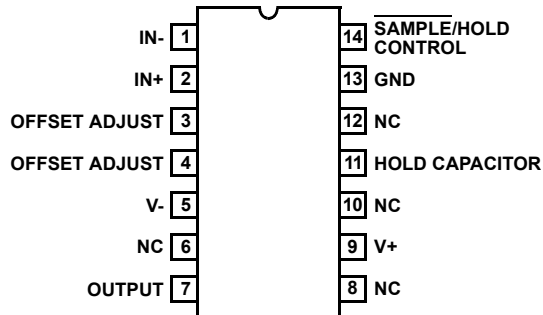 IN- 1
IN+ 2
OFFSET ADJUST 3
OFFSET ADJUST 4
V- 5
NC 6
OUTPUT 7
14 SAMPLE/HOLD
CONTROL
13 GND
12 NC
11 HOLD CAPACITOR
10 NC
9 V+
8 NC